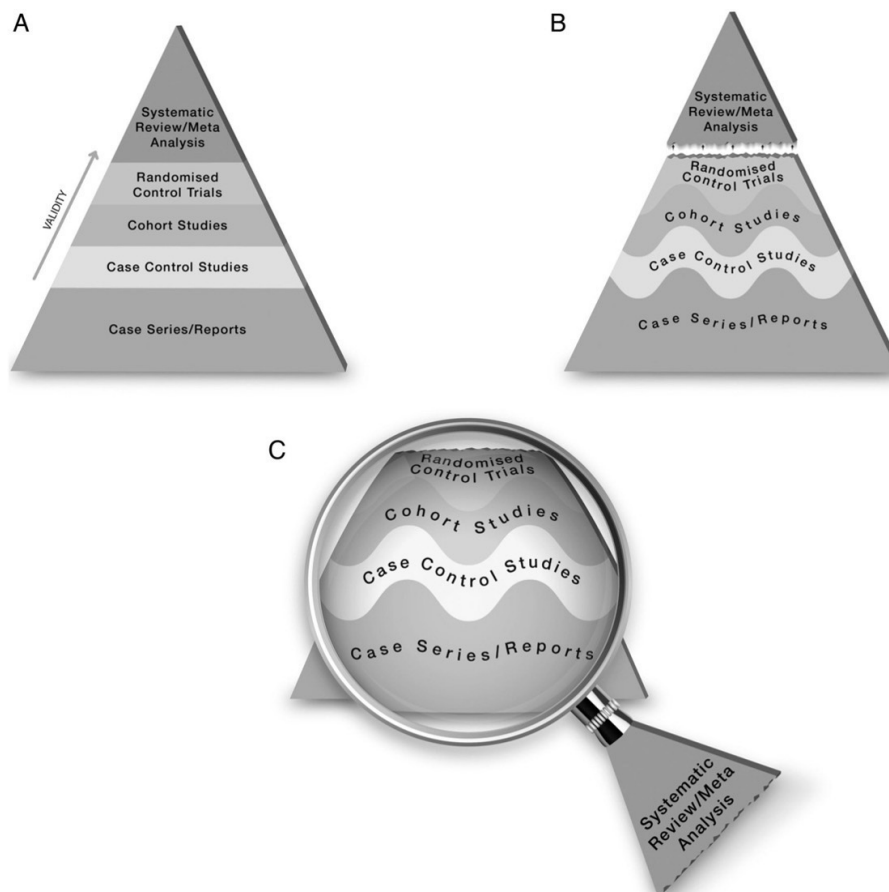 A
Systematic
Review/Meta
Analysis
Randomised
Control Trials
Cohort Studies
Case Control Studies
Case Series/Reports
VALIDITY
B
Systematic
Review/Meta
Analysis
Randomised
Control Trials
Cohort Studies
Case Control Studies
Case Series/Reports
C
Randomised
Control Trials
Cohort Studies
Case Control Studies
Case Series/Reports
Systematic
Review/Meta
Analysis